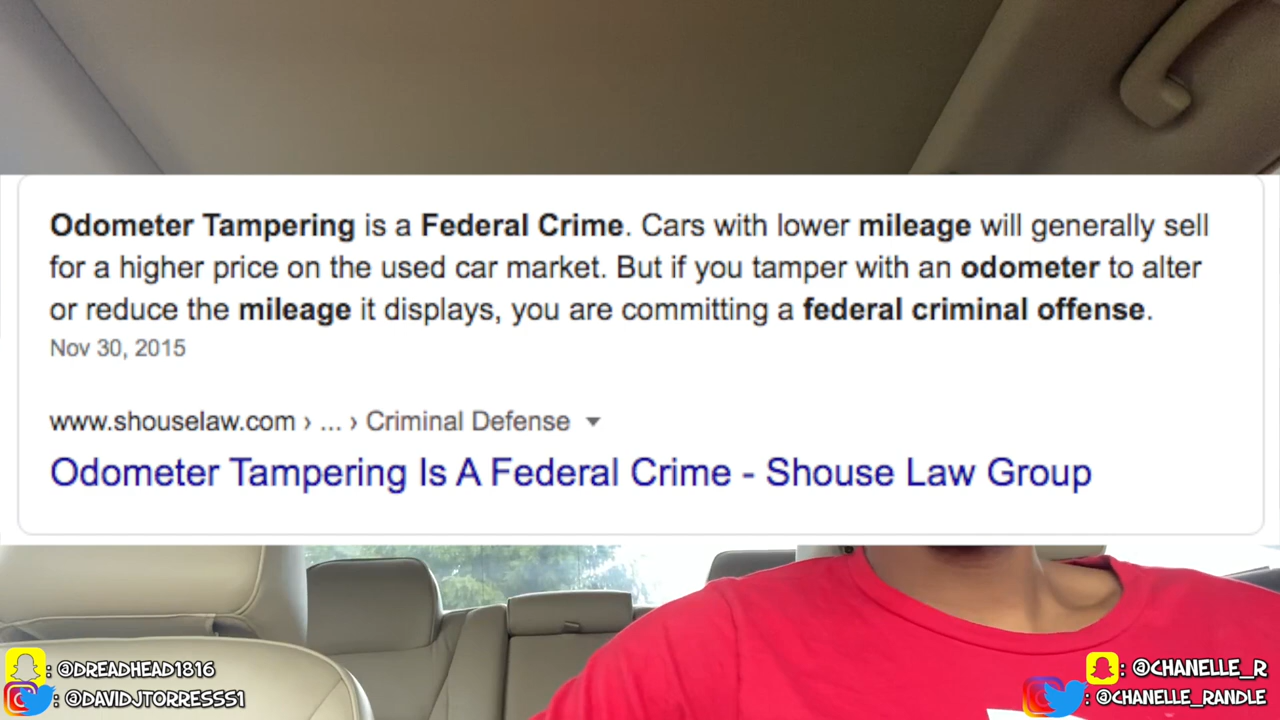 Odometer Tampering is a Federal Crime. Cars with lower mileage will generally sell
for a higher price on the used car market. But if you tamper with an odometer to alter
or reduce the mileage it displays, you are committing a federal criminal offense.
Nov 30, 2015
www.shouselaw.com › ... › Criminal Defense
Odometer Tampering Is A Federal Crime - Shouse Law Group
: @DREADHEAD1816
: @DAVIDJTORRESSS1
: @CHANELLE_R
: @CHANELLE_RANDLE